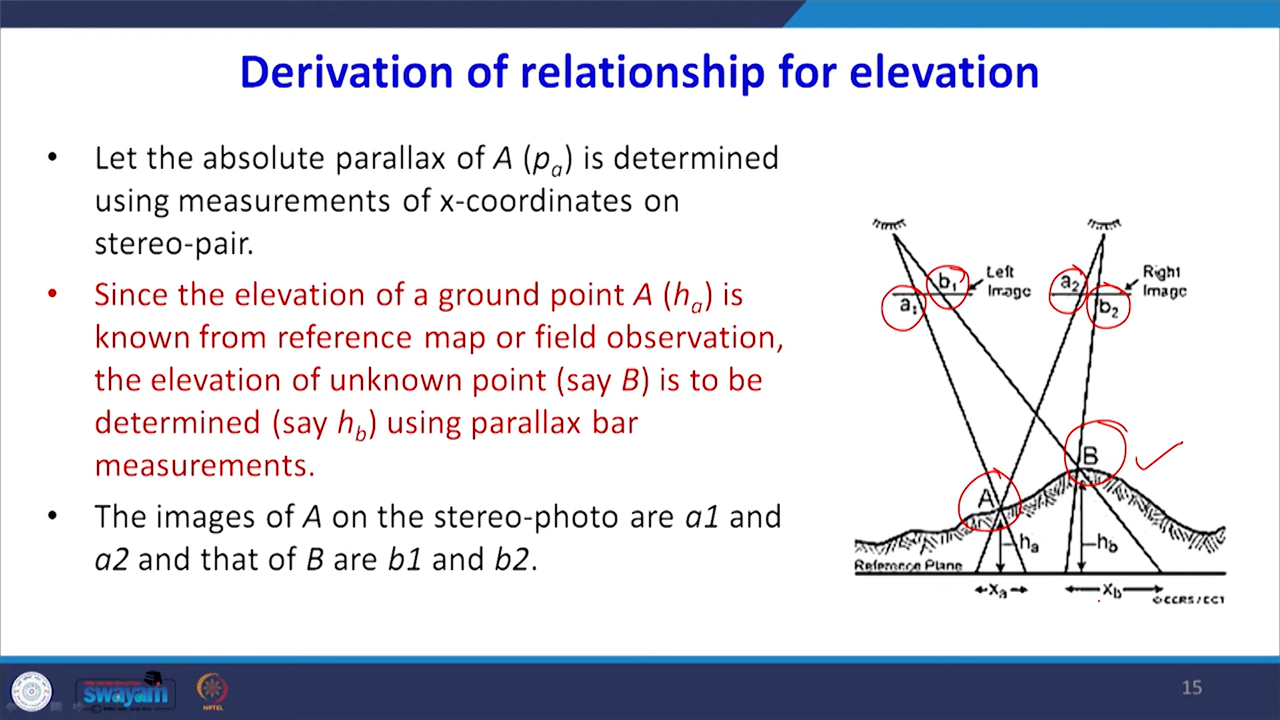 Derivation of relationship for elevation
• Let the absolute parallax of A (pa) is determined
using measurements of x-coordinates on
stereo-pair.
• Since the elevation of a ground point A (ha) is
known from reference map or field observation,
the elevation of unknown point (say B) is to be
determined (say hb) using parallax bar
measurements.
• The images of A on the stereo-photo are a1 and
a2 and that of B are b1 and b2.
b1
Left
Image
a1
a2
Right
Image
b2
B
A
ha
hb
Reference Plane
xa
xb
©CCRS / CCT
swayam
NPTEL
15